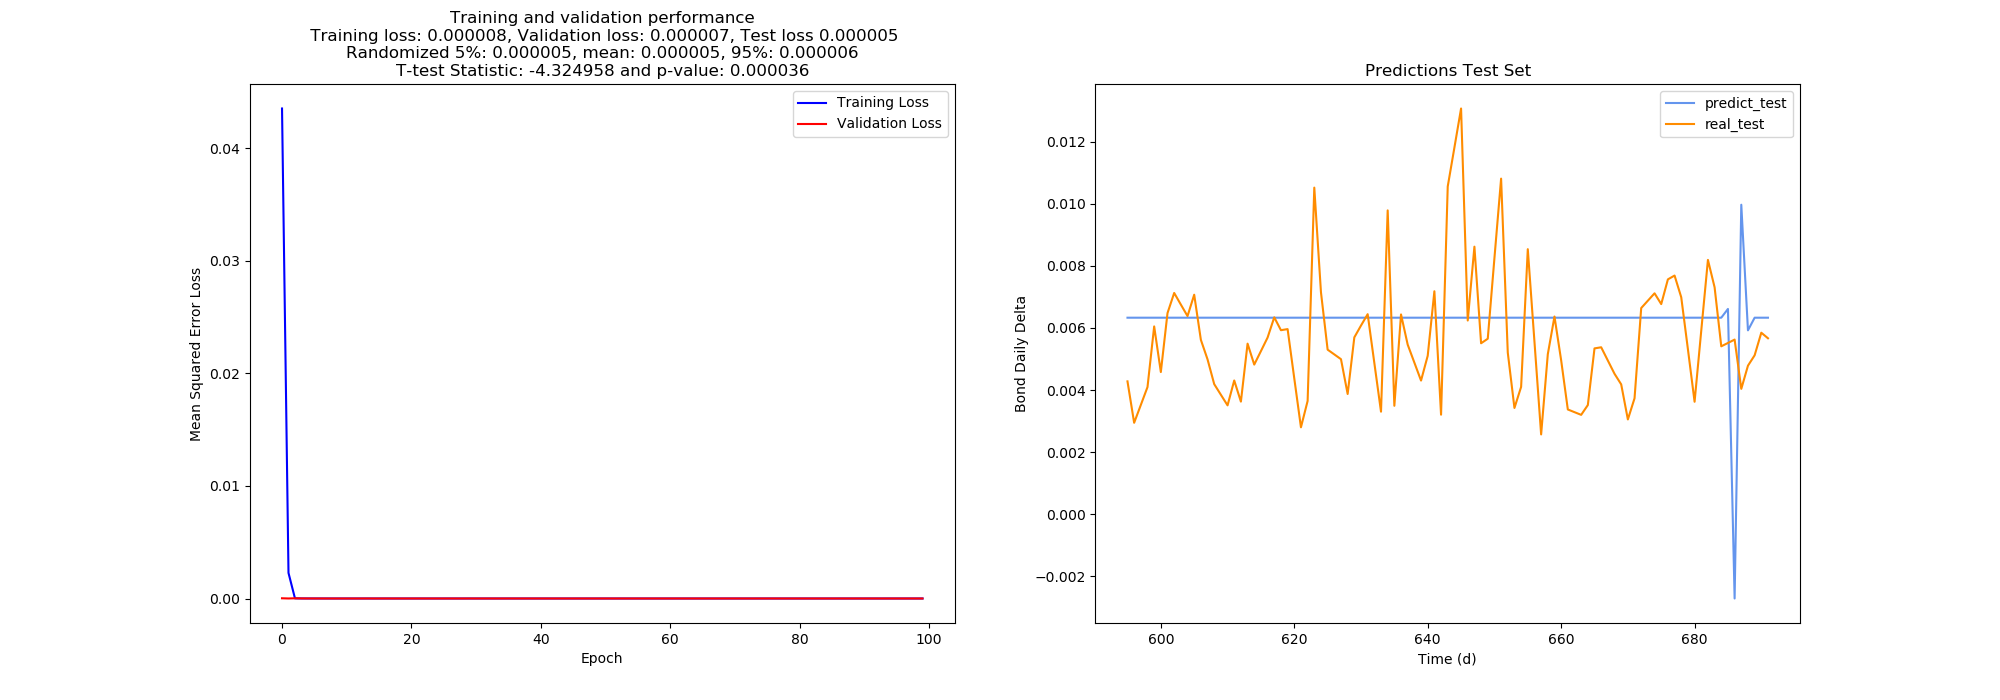 Training and validation performance
Training loss: 0.000008, Validation loss: 0.000007, Test loss 0.000005
Randomized 5%: 0.000005, mean: 0.000005, 95%: 0.000006
T-test Statistic: -4.324958 and p-value: 0.000036
Training Loss
Validation Loss
0.04
0.03
0.02
0.01
0.00
Mean Squared Error Loss
0
20
40
60
80
100
Epoch
Predictions Test Set
predict_test
real_test
0.012
0.010
0.008
0.006
0.004
0.002
0.000
−0.002
Bond Daily Delta
600
620
640
660
680
Time (d)